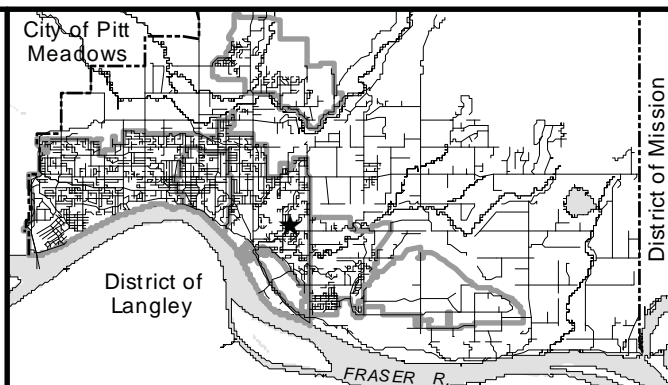 City of Pitt
Meadows
District of Mission
District of
Langley
FRASER R.